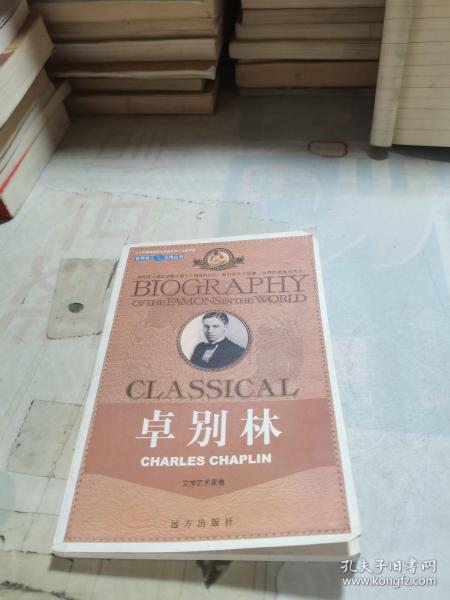 BIOGRAPHY
OF THE FAMONS IN THE WORLD
CLASSICAL
卓别林
CHARLES CHAPLIN
文学艺术家卷
远方出版社
孔夫子旧书网
www.kongfz.com